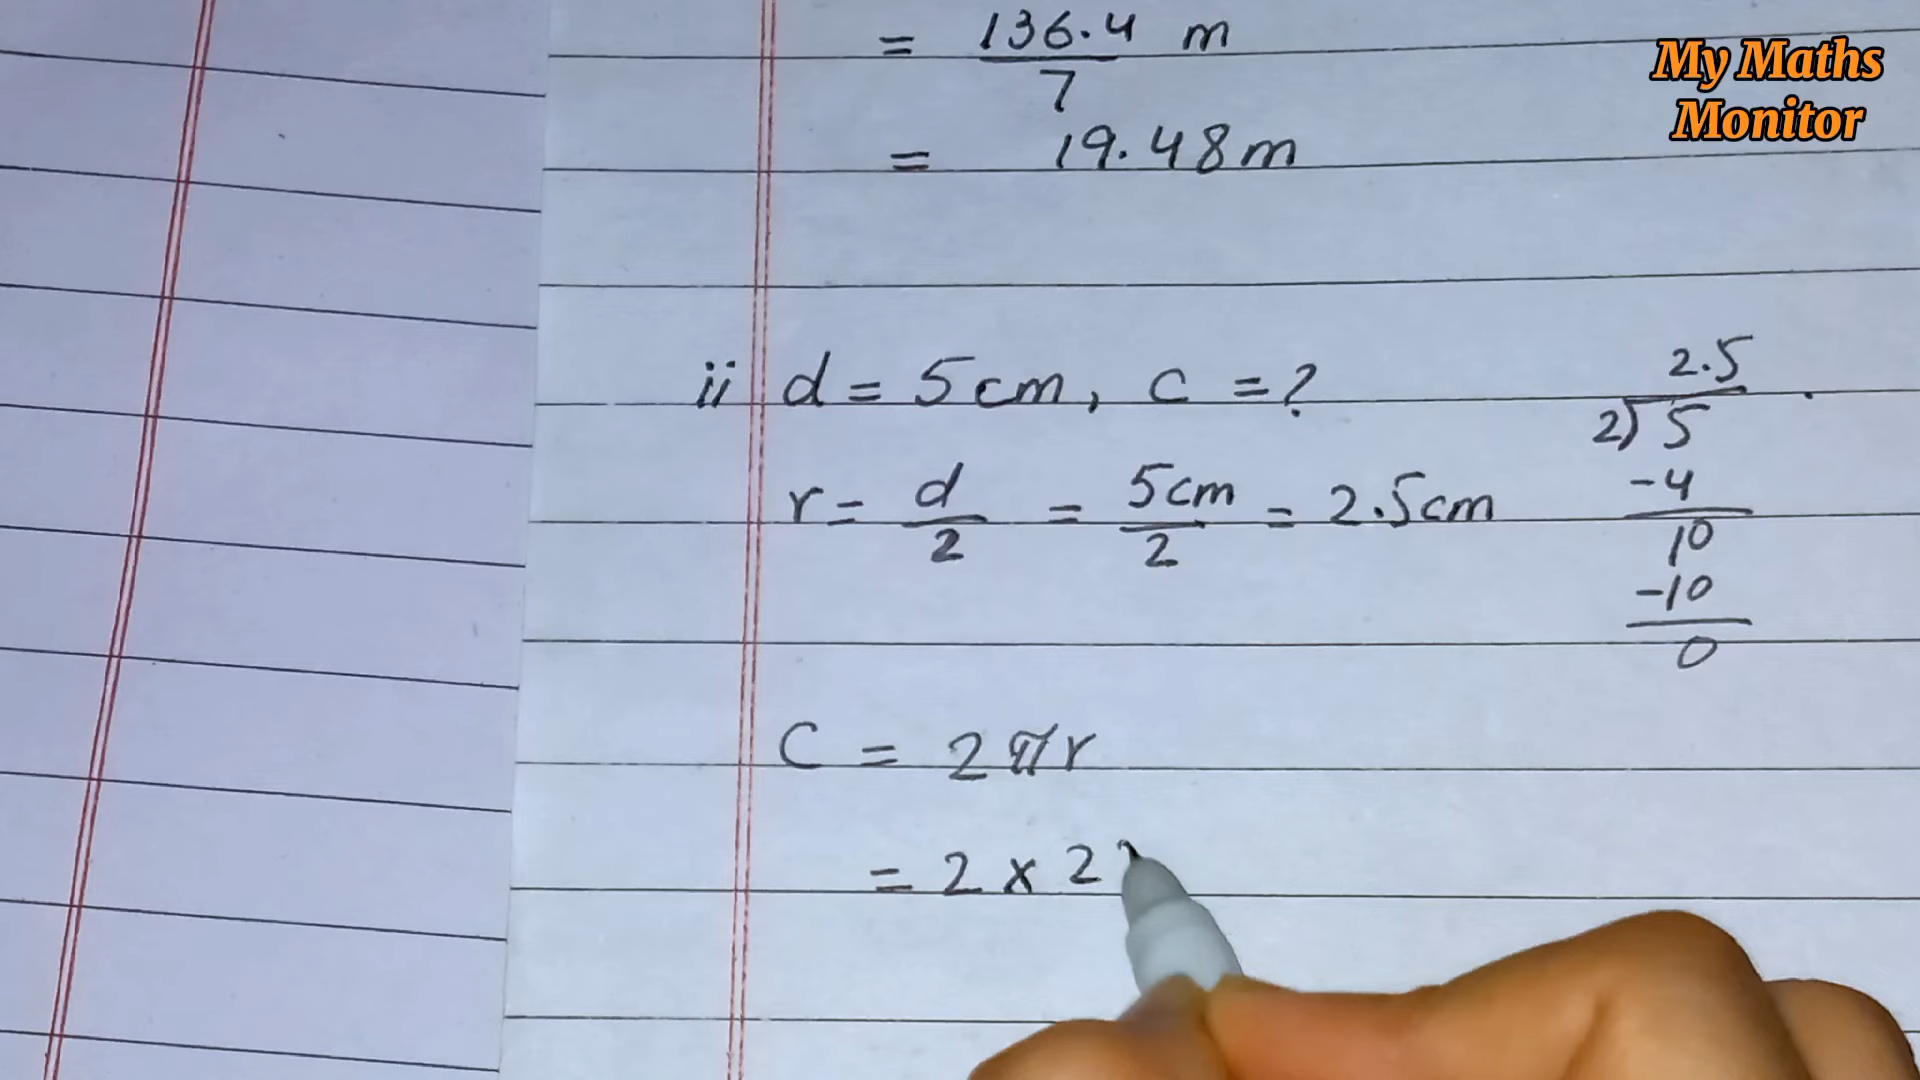 = 136.4 m
7
= 19.48m
My Maths
Monitor
ii d = 5cm, c = ?
r = d/2 = 5cm/2 = 2.5cm
2.5
2) 5
-4
10
-10
0
C = 2πr
= 2 × 2